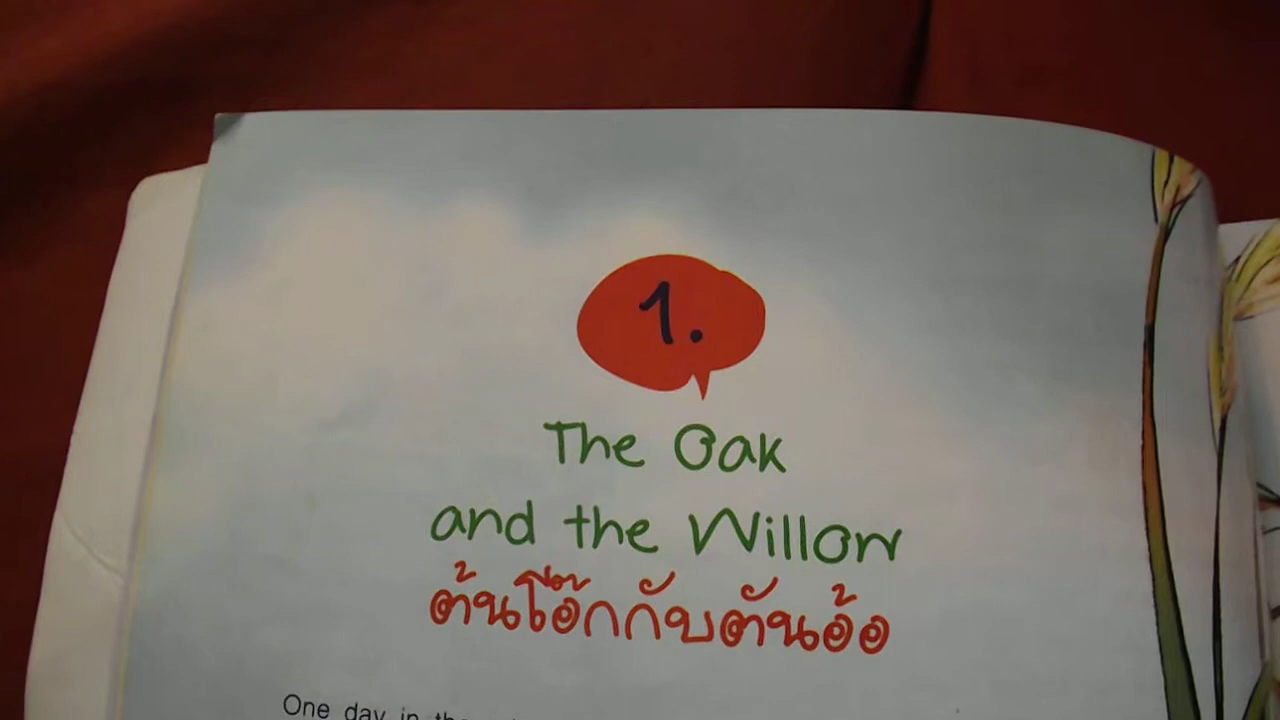 1.
The Oak
and the Willow
ต้นโอ๊กกับต้นอ้อ
One day in